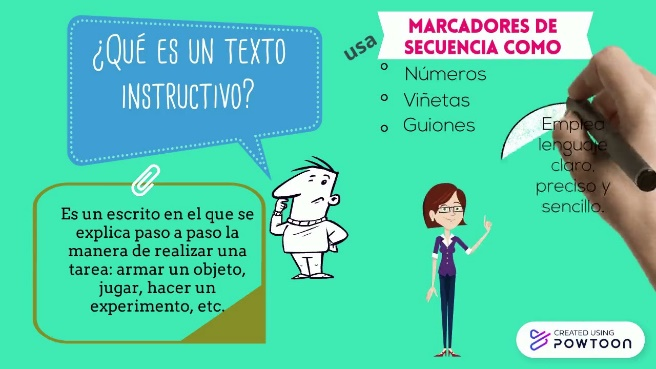 ¿QUÉ ES UN TEXTO
INSTRUCTIVO?
Es un escrito en el que se
explica paso a paso la
manera de realizar una
tarea: armar un objeto,
jugar, hacer un
experimento, etc.
usa
MARCADORES DE
SECUENCIA COMO
Números
Viñetas
Guiones
Emplea
lenguaje
claro,
preciso y
sencillo.
CREATED USING
POWTOON